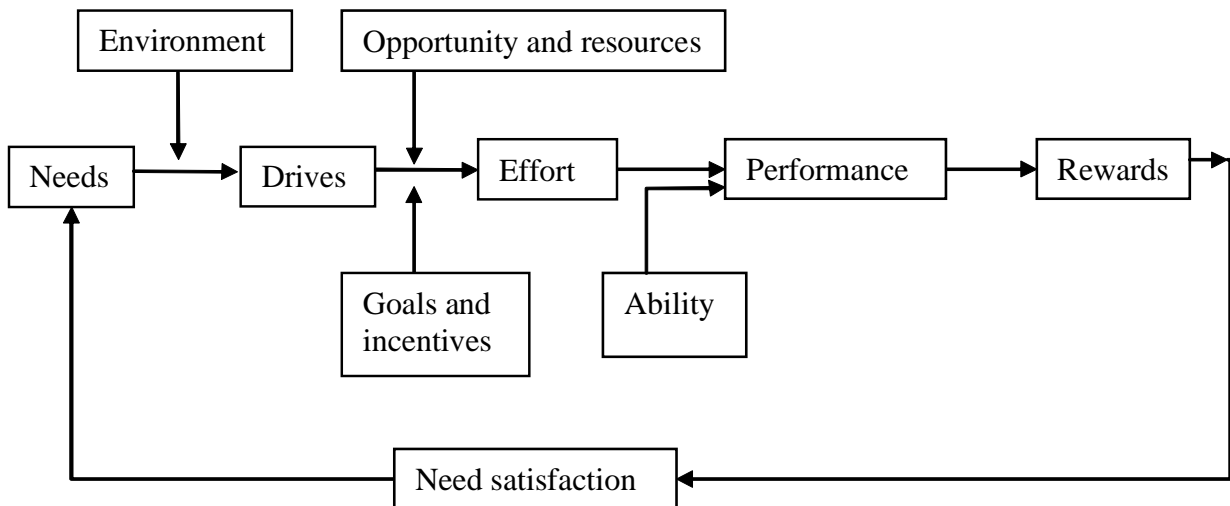 Environment
Opportunity and resources
Needs
Drives
Effort
Performance
Rewards
Goals and
incentives
Ability
Need satisfaction